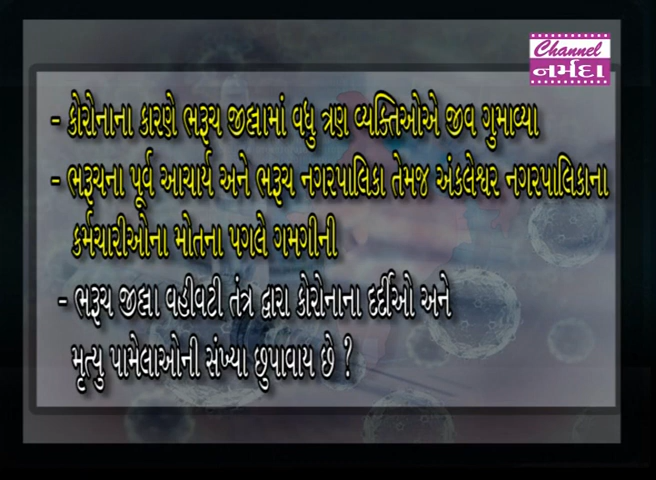 Channel
નર્મદા
- કોરોનાના કારણે ભરૂચ જીલ્લામાં વધુ ત્રણ વ્યક્તિઓએ જીવ ગુમાવ્યા
- ભરૂચના પૂર્વ આચાર્ય અને ભરૂચ નગરપાલિકા તેમજ અંકલેશ્વર નગરપાલિકાના
કર્મચારીઓના મોતના પગલે ગમગીની
- ભરૂચ જીલ્લા વહીવટી તંત્ર દ્વારા કોરોનાના દર્દીઓ અને
મૃત્યુ પામેલાઓની સંખ્યા છુપાવાય છે ?